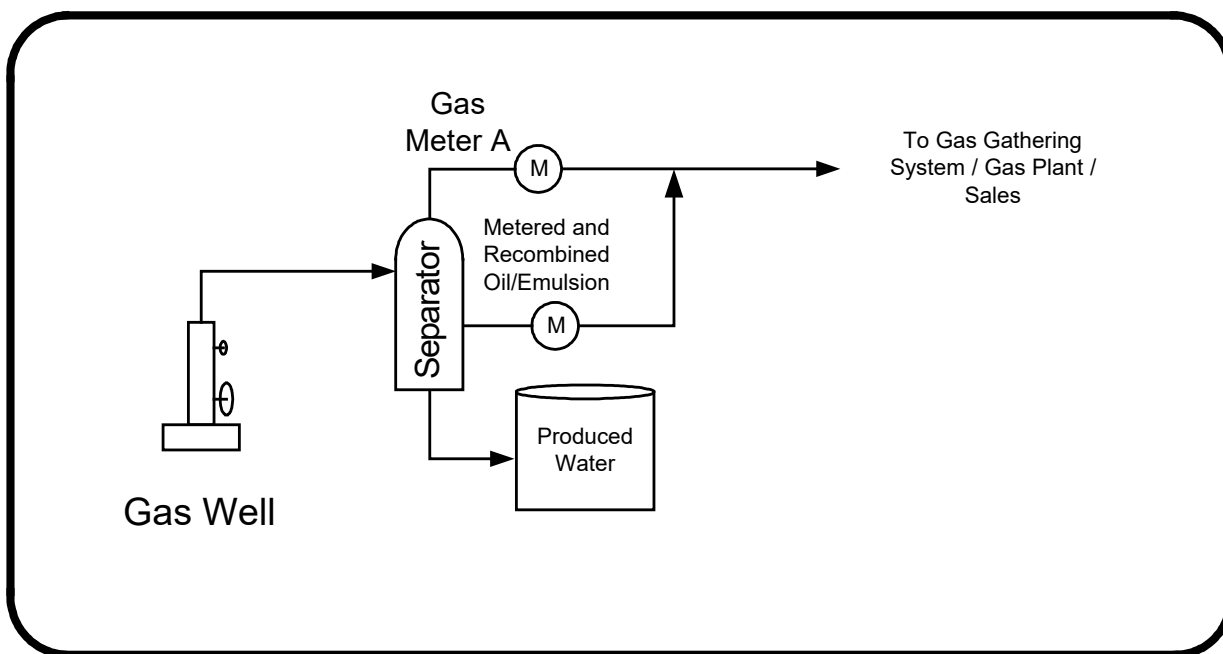 Gas
Meter A
M
To Gas Gathering
System / Gas Plant /
Sales
Metered and
Recombined
Oil/Emulsion
Separator
M
Produced
Water
Gas Well